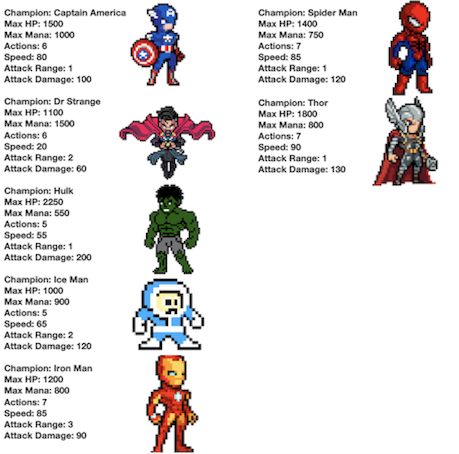 Champion: Captain America
Max HP: 1500
Max Mana: 1000
Actions: 6
Speed: 80
Attack Range: 1
Attack Damage: 100
Champion: Dr Strange
Max HP: 1100
Max Mana: 1500
Actions: 6
Speed: 20
Attack Range: 2
Attack Damage: 60
Champion: Hulk
Max HP: 2250
Max Mana: 550
Actions: 5
Speed: 55
Attack Range: 1
Attack Damage: 200
Champion: Ice Man
Max HP: 1000
Max Mana: 900
Actions: 5
Speed: 65
Attack Range: 2
Attack Damage: 120
Champion: Iron Man
Max HP: 1200
Max Mana: 800
Actions: 7
Speed: 85
Attack Range: 3
Attack Damage: 90
Champion: Spider Man
Max HP: 1400
Max Mana: 750
Actions: 7
Speed: 85
Attack Range: 1
Attack Damage: 120
Champion: Thor
Max HP: 1800
Max Mana: 800
Actions: 7
Speed: 90
Attack Range: 1
Attack Damage: 130